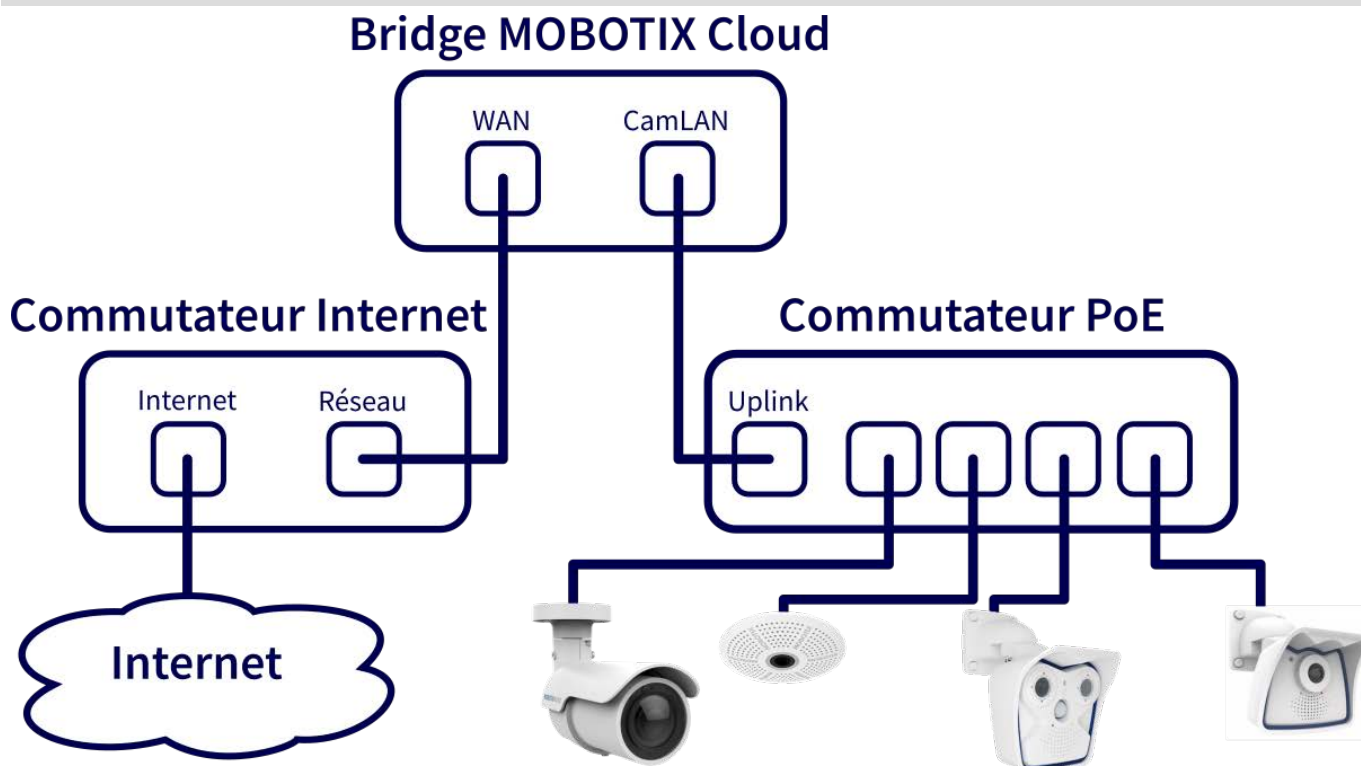 Bridge MOBOTIX Cloud
WAN
CamLAN
Commutateur Internet
Commutateur PoE
Internet
Réseau
Uplink
Internet